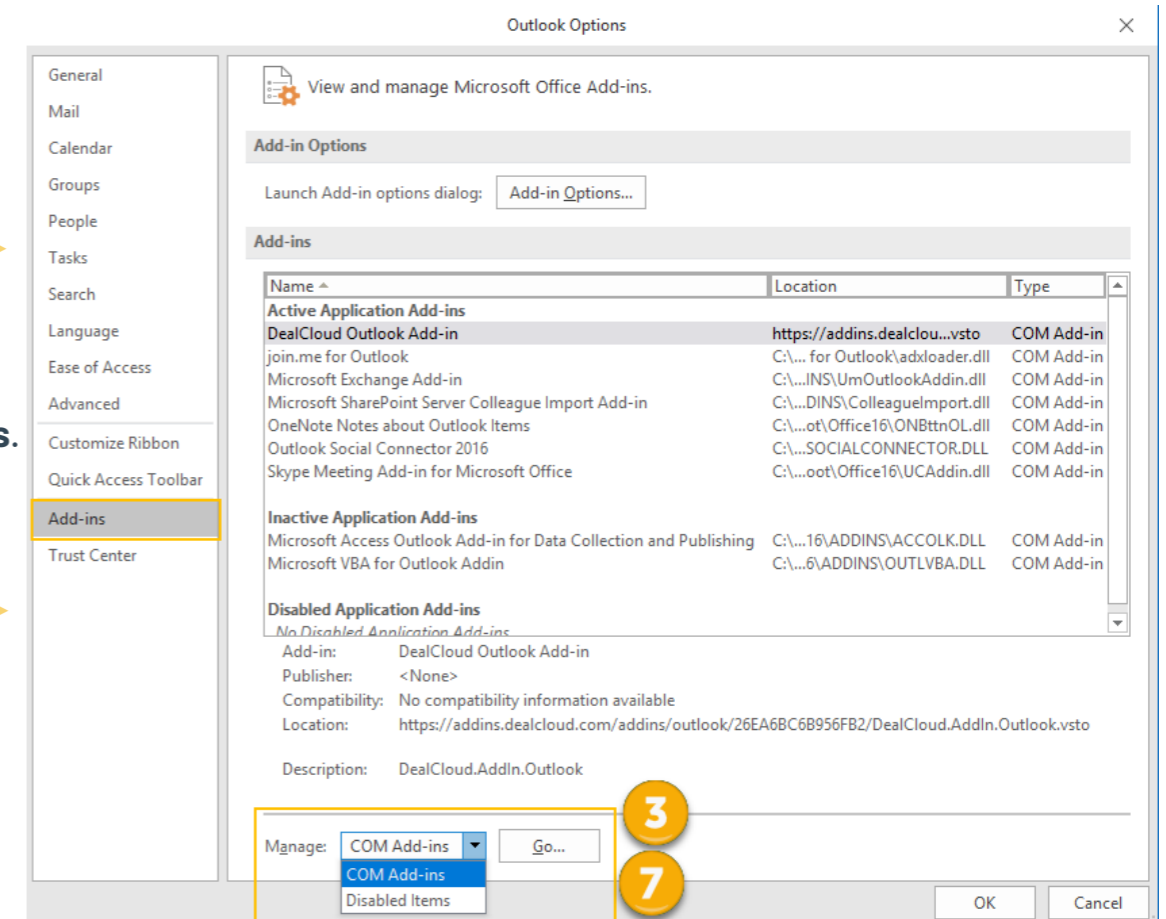 Outlook Options
General
Mail
Calendar
Groups
People
Tasks
Search
Language
Ease of Access
Advanced
s.
Customize Ribbon
Quick Access Toolbar
Add-ins
Trust Center
View and manage Microsoft Office Add-ins.
Add-in Options
Launch Add-in options dialog: Add-in Options...
Add-ins
Name Location Type
Active Application Add-ins
DealCloud Outlook Add-in https://addins.dealclou...vsto COM Add-in
join.me for Outlook C:\... for Outlook\adxloader.dll COM Add-in
Microsoft Exchange Add-in C:\...INS\UmOutlookAddin.dll COM Add-in
Microsoft SharePoint Server Colleague Import Add-in C:\...DINS\ColleagueImport.dll COM Add-in
OneNote Notes about Outlook Items C:\...ot\Office16\ONBttnOL.dll COM Add-in
Outlook Social Connector 2016 C:\...SOCIALCONNECTOR.DLL COM Add-in
Skype Meeting Add-in for Microsoft Office C:\...oot\Office16\UCAddin.dll COM Add-in
Inactive Application Add-ins
Microsoft Access Outlook Add-in for Data Collection and Publishing C:\...16\ADDINS\ACCOLK.DLL COM Add-in
Microsoft VBA for Outlook Addin C:\...6\ADDINS\OUTLVBA.DLL COM Add-in
Disabled Application Add-ins
No Disabled Application Add-ins
Add-in: DealCloud Outlook Add-in
Publisher: <None>
Compatibility: No compatibility information available
Location: https://addins.dealcloud.com/addins/outlook/26EA6BC6B956FB2/DealCloud.AddIn.Outlook.vsto
Description: DealCloud.AddIn.Outlook
3
Manage: COM Add-ins Go...
COM Add-ins
7
Disabled Items
OK Cancel